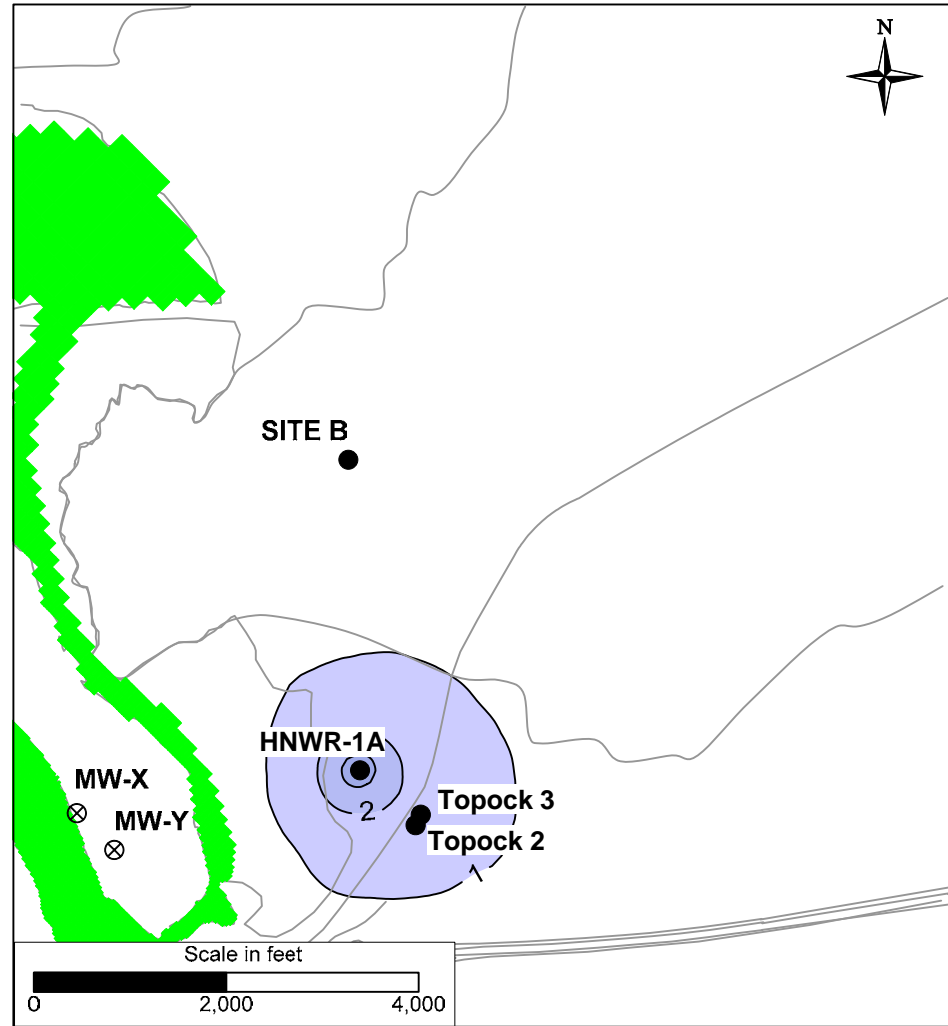 N
SITE B
HNWR-1A
MW-X
2
Topock 3
MW-Y
Topock 2
1
Scale in feet
0 2,000 4,000